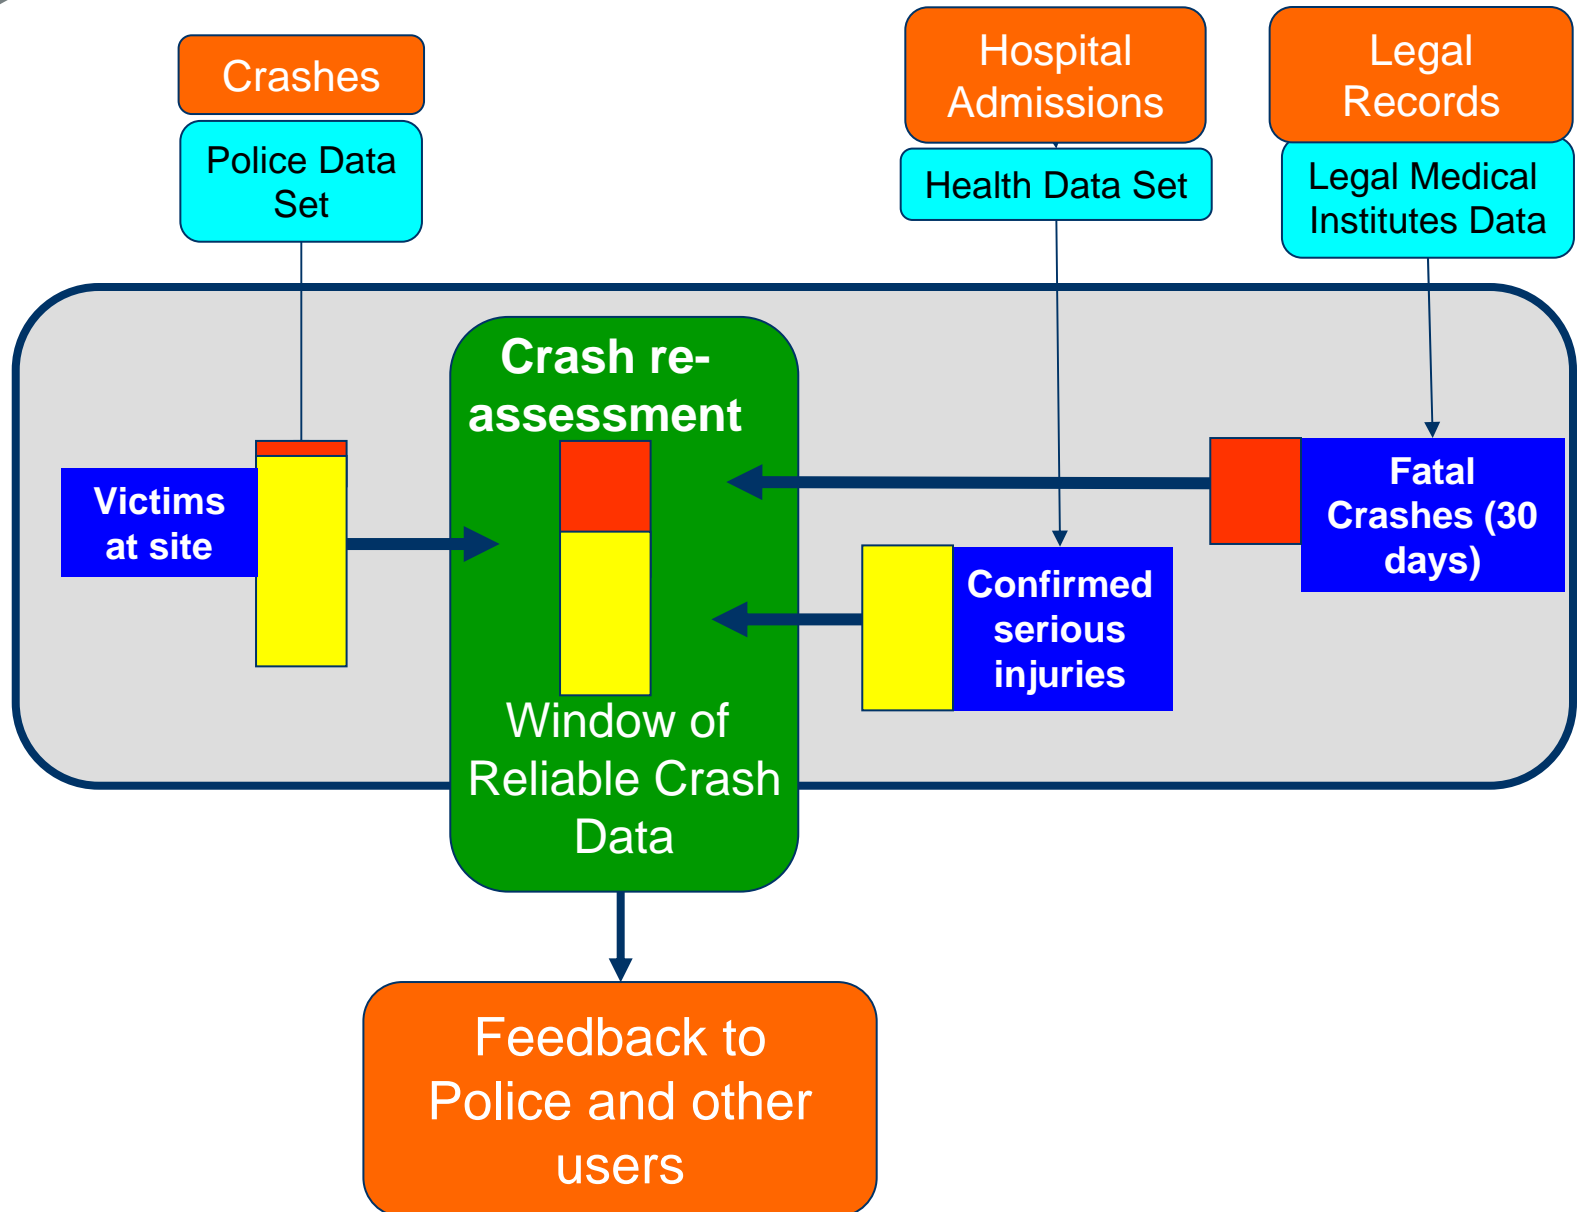 Crashes
Police Data
Set
Hospital
Admissions
Health Data Set
Legal
Records
Legal Medical
Institutes Data
Crash re-
assessment
Victims
at site
Fatal
Crashes (30
days)
Confirmed
serious
injuries
Window of
Reliable Crash
Data
Feedback to
Police and other
users